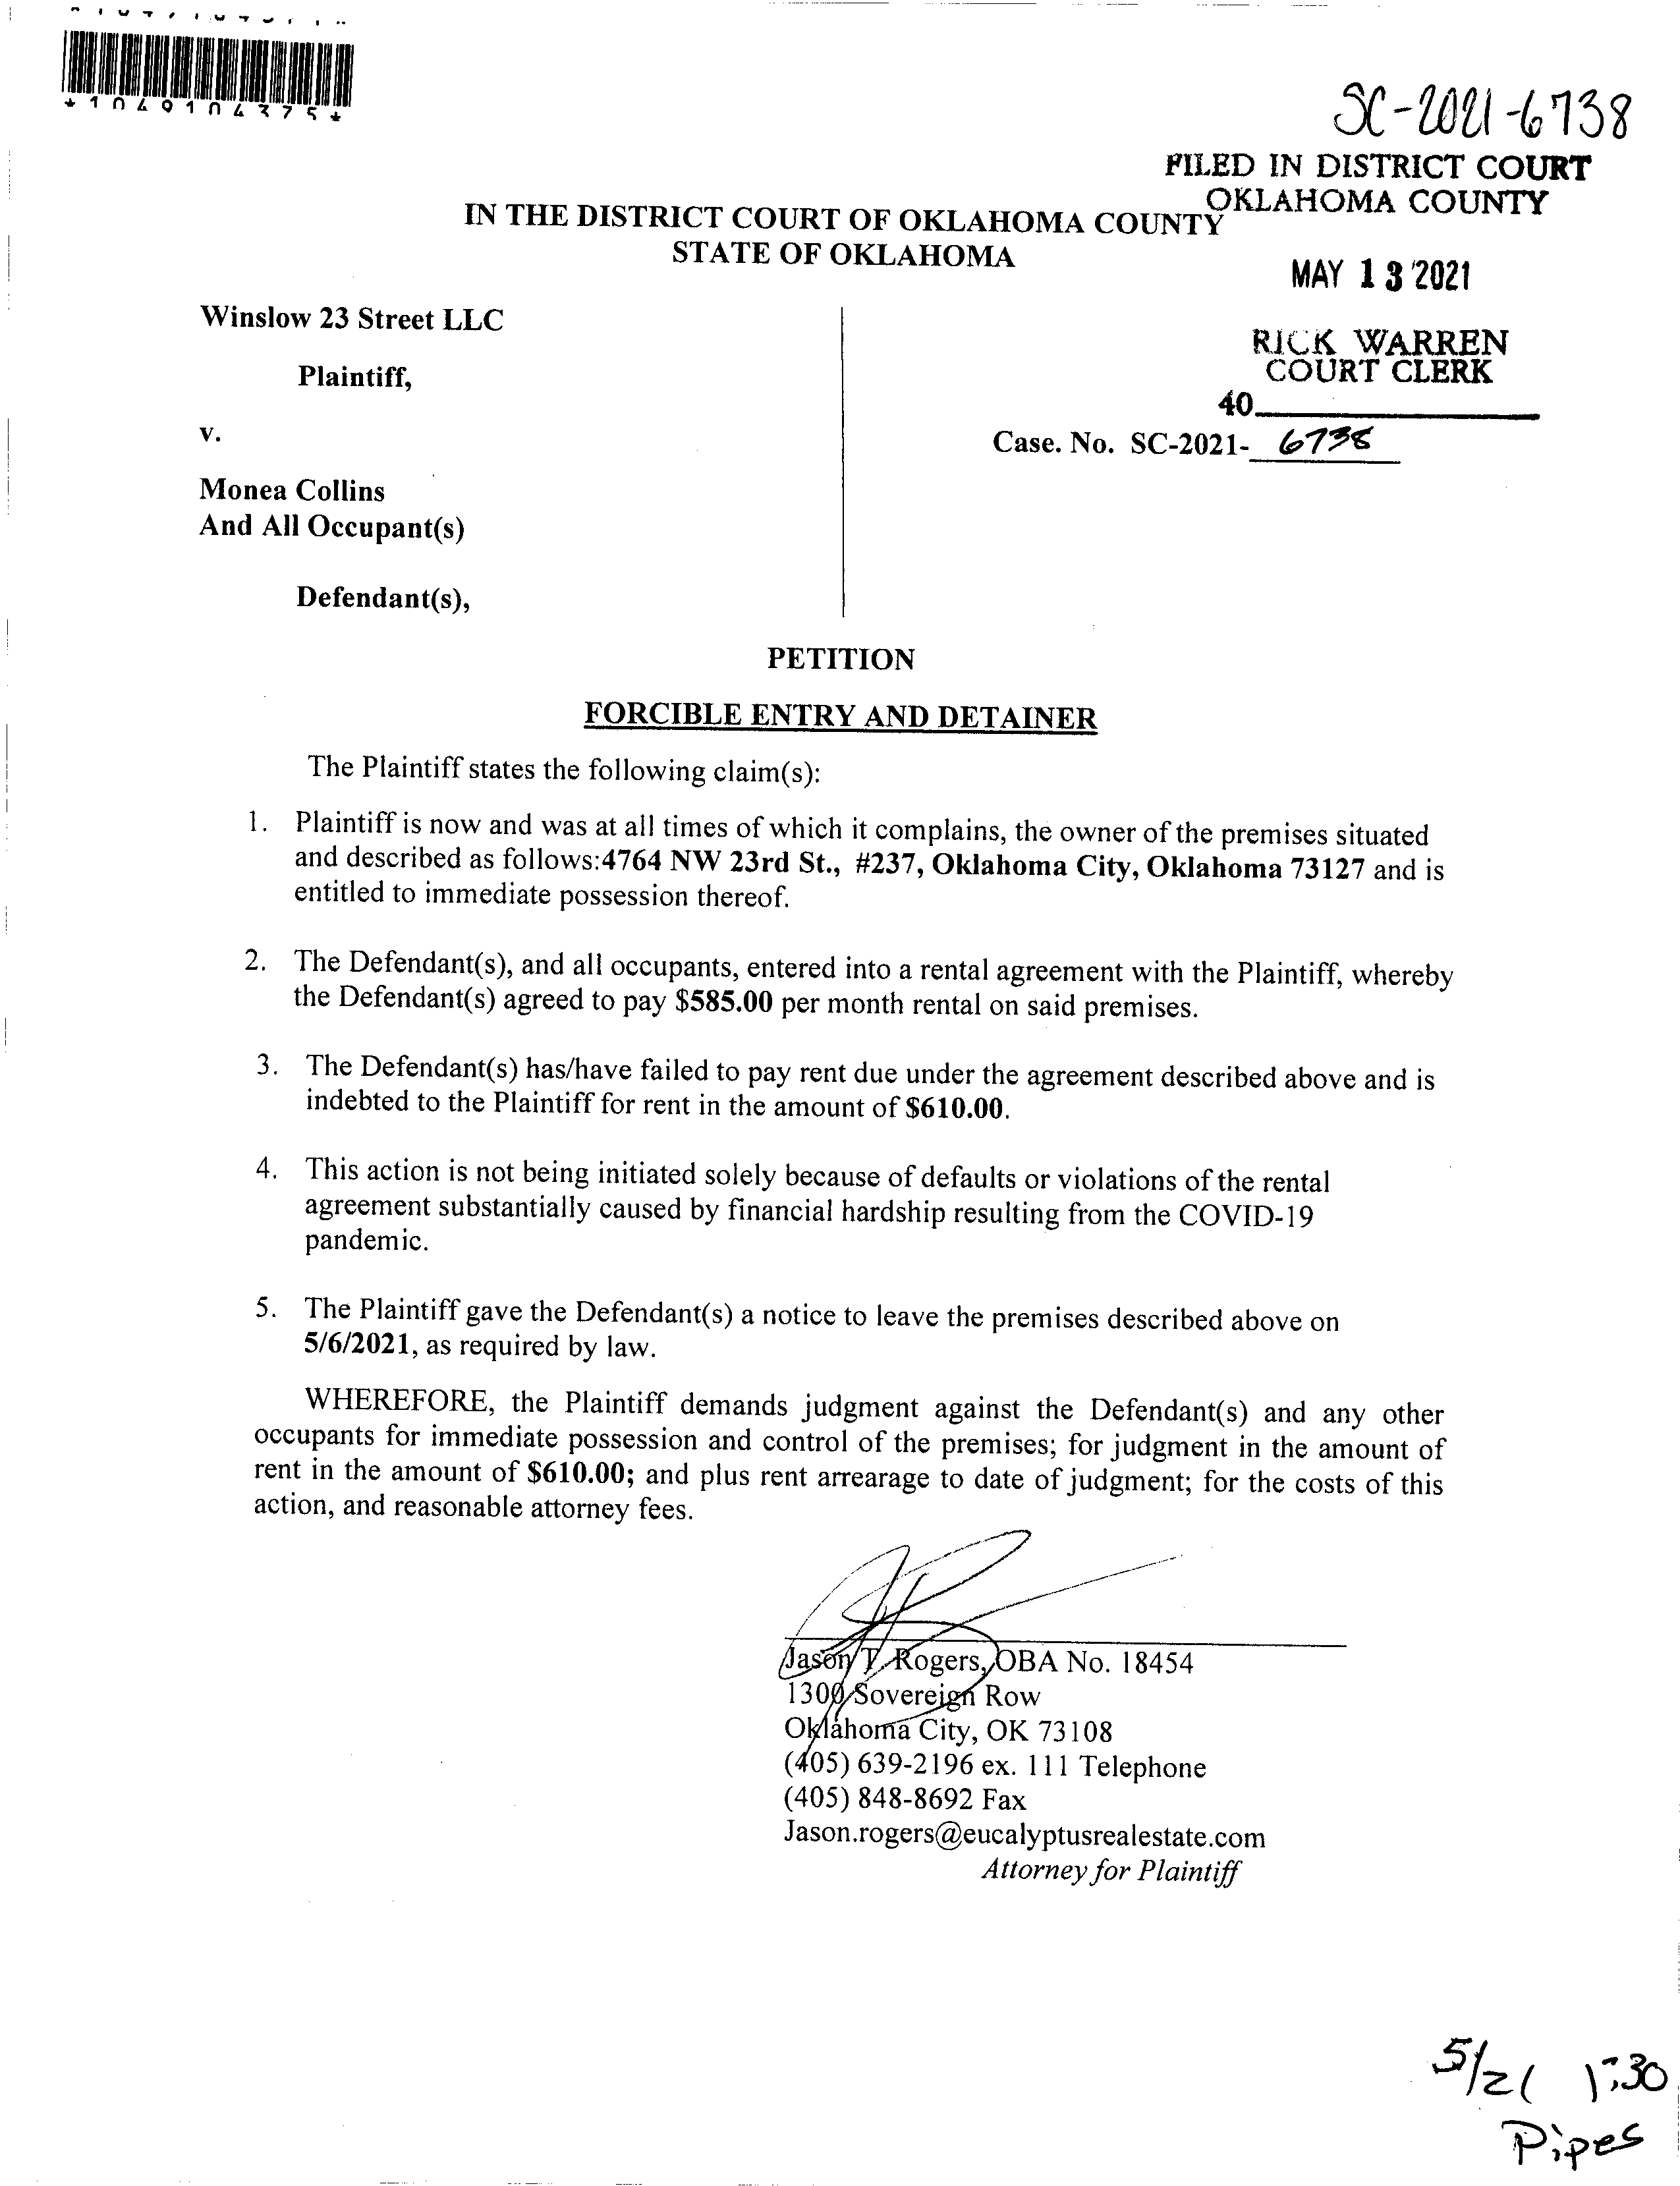 *1049104375*
SC-2021-6738
FILED IN DISTRICT COURT
OKLAHOMA COUNTY
IN THE DISTRICT COURT OF OKLAHOMA COUNTY
STATE OF OKLAHOMA
MAY 13 2021
Winslow 23 Street LLC
RICK WARREN
COURT CLERK
Plaintiff,
40
v.
Case. No. SC-2021- 6738
Monea Collins
And All Occupant(s)
Defendant(s),
PETITION
FORCIBLE ENTRY AND DETAINER
The Plaintiff states the following claim(s):
1. Plaintiff is now and was at all times of which it complains, the owner of the premises situated
and described as follows:4764 NW 23rd St., #237, Oklahoma City, Oklahoma 73127 and is
entitled to immediate possession thereof.
2. The Defendant(s), and all occupants, entered into a rental agreement with the Plaintiff, whereby
the Defendant(s) agreed to pay $585.00 per month rental on said premises.
3. The Defendant(s) has/have failed to pay rent due under the agreement described above and is
indebted to the Plaintiff for rent in the amount of $610.00.
4. This action is not being initiated solely because of defaults or violations of the rental
agreement substantially caused by financial hardship resulting from the COVID-19
pandemic.
5. The Plaintiff gave the Defendant(s) a notice to leave the premises described above on
5/6/2021, as required by law.
WHEREFORE, the Plaintiff demands judgment against the Defendant(s) and any other
occupants for immediate possession and control of the premises; for judgment in the amount of
rent in the amount of $610.00; and plus rent arrearage to date of judgment; for the costs of this
action, and reasonable attorney fees.
Jason T. Rogers, OBA No. 18454
1300 Sovereign Row
Oklahoma City, OK 73108
(405) 639-2196 ex. 111 Telephone
(405) 848-8692 Fax
Jason.rogers@eucalyptusrealestate.com
Attorney for Plaintiff
5/21 1:30
Pipes